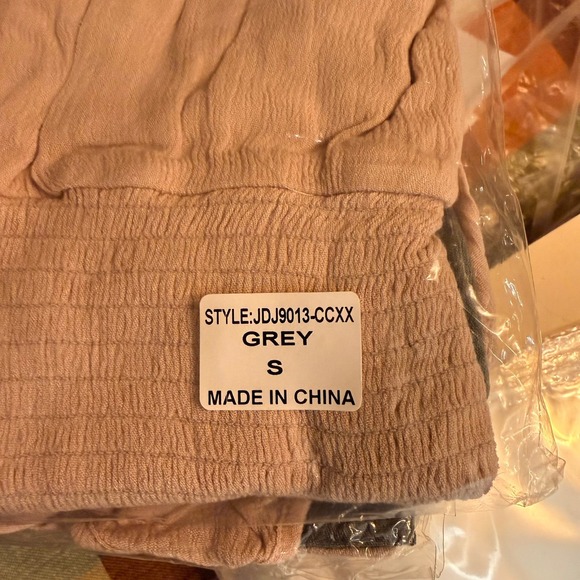 STYLE:JDJ9013-CCXX
GREY
S
MADE IN CHINA